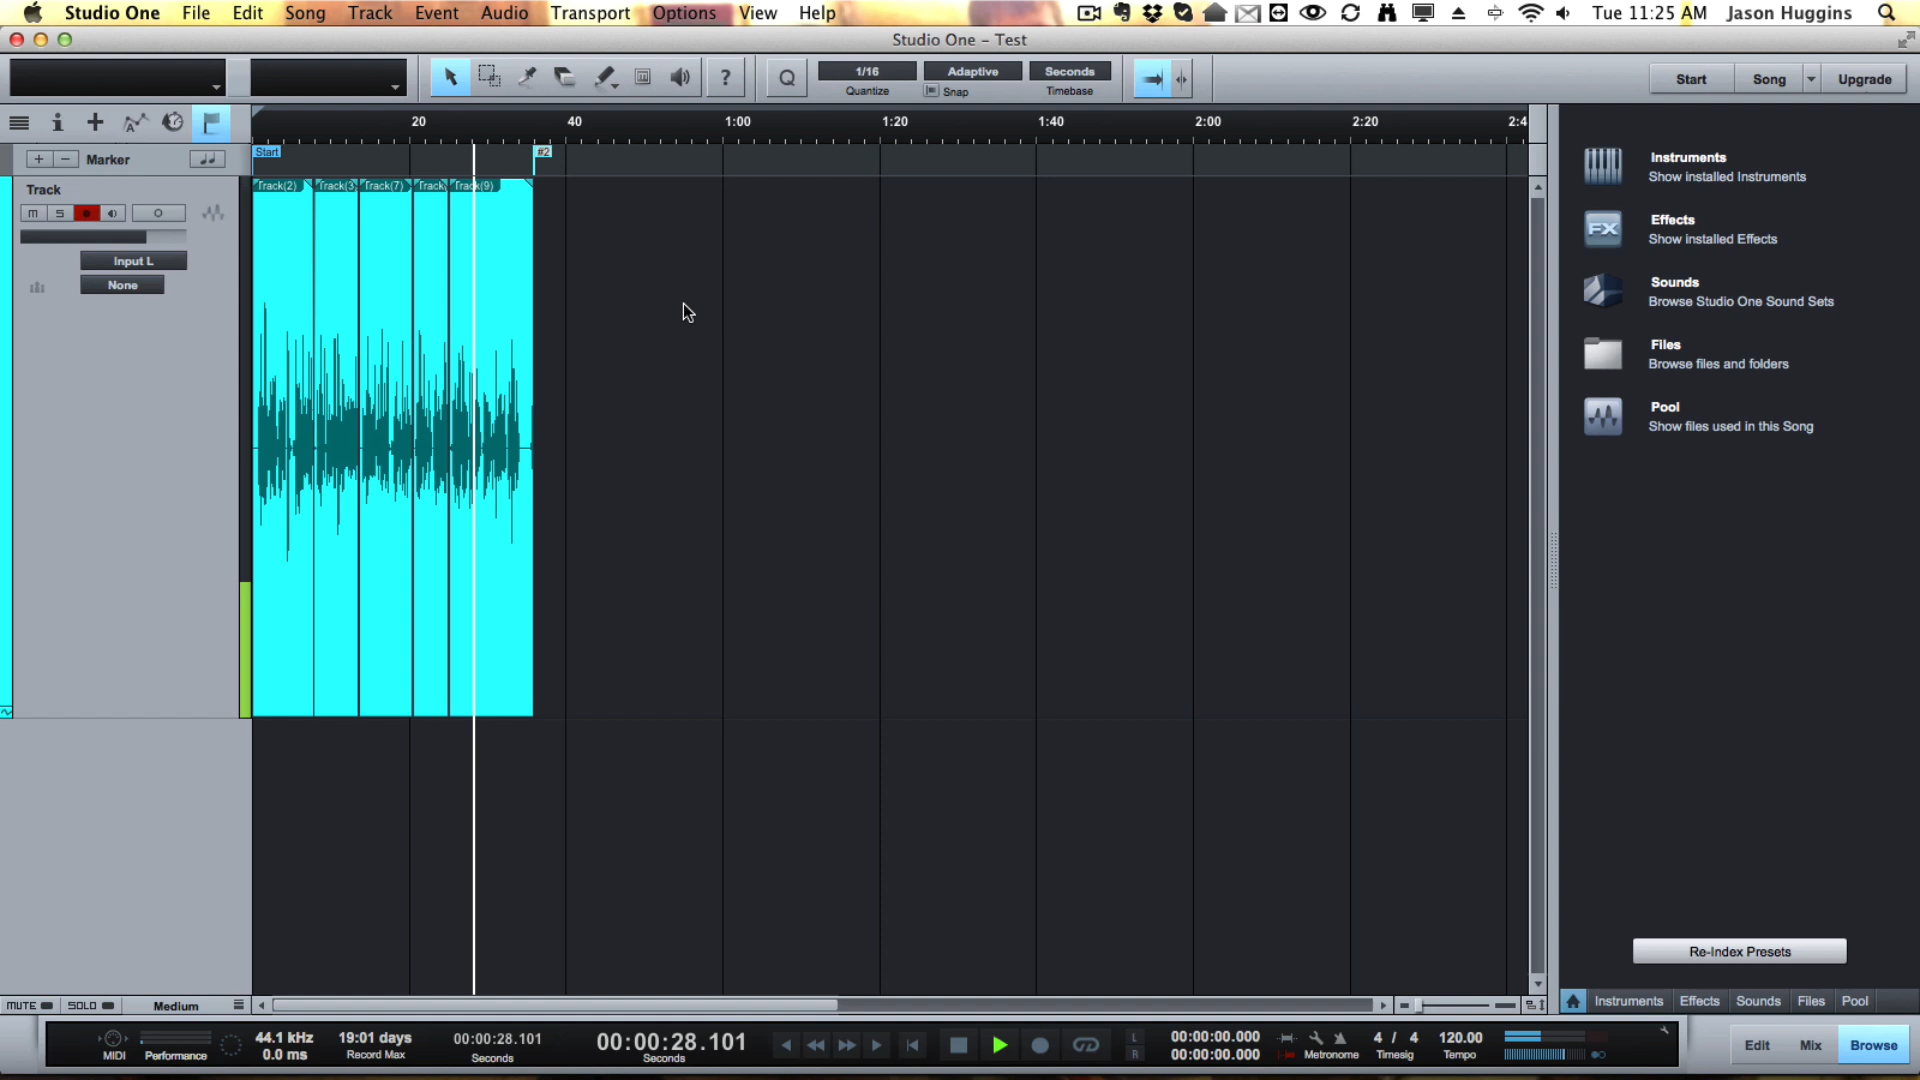 Studio One File Edit Song Track Event Audio Transport Options View Help Tue 11:25 AM Jason Huggins
Studio One – Test
1/16 Adaptive Seconds
Quantize Snap Timebase
? Q
Start Song Upgrade
20 40 1:00 1:20 1:40 2:00 2:20 2:4
+ − Marker
Start #2
Track
Track(2) Track(3 Track(7) Track( Track(9)
M S
Input L
None
Instruments
Show installed Instruments
FX
Effects
Show installed Effects
Sounds
Browse Studio One Sound Sets
Files
Browse files and folders
Pool
Show files used in this Song
Re-Index Presets
MUTE SOLO Medium
Instruments Effects Sounds Files Pool
MIDI Performance
44.1 kHz
0.0 ms
19:01 days
Record Max
00:00:28.101
Seconds
00:00:28.101
Seconds
L 00:00:00.000
R 00:00:00.000
Metronome
4 / 4
Timesig
120.00
Tempo
Edit Mix Browse